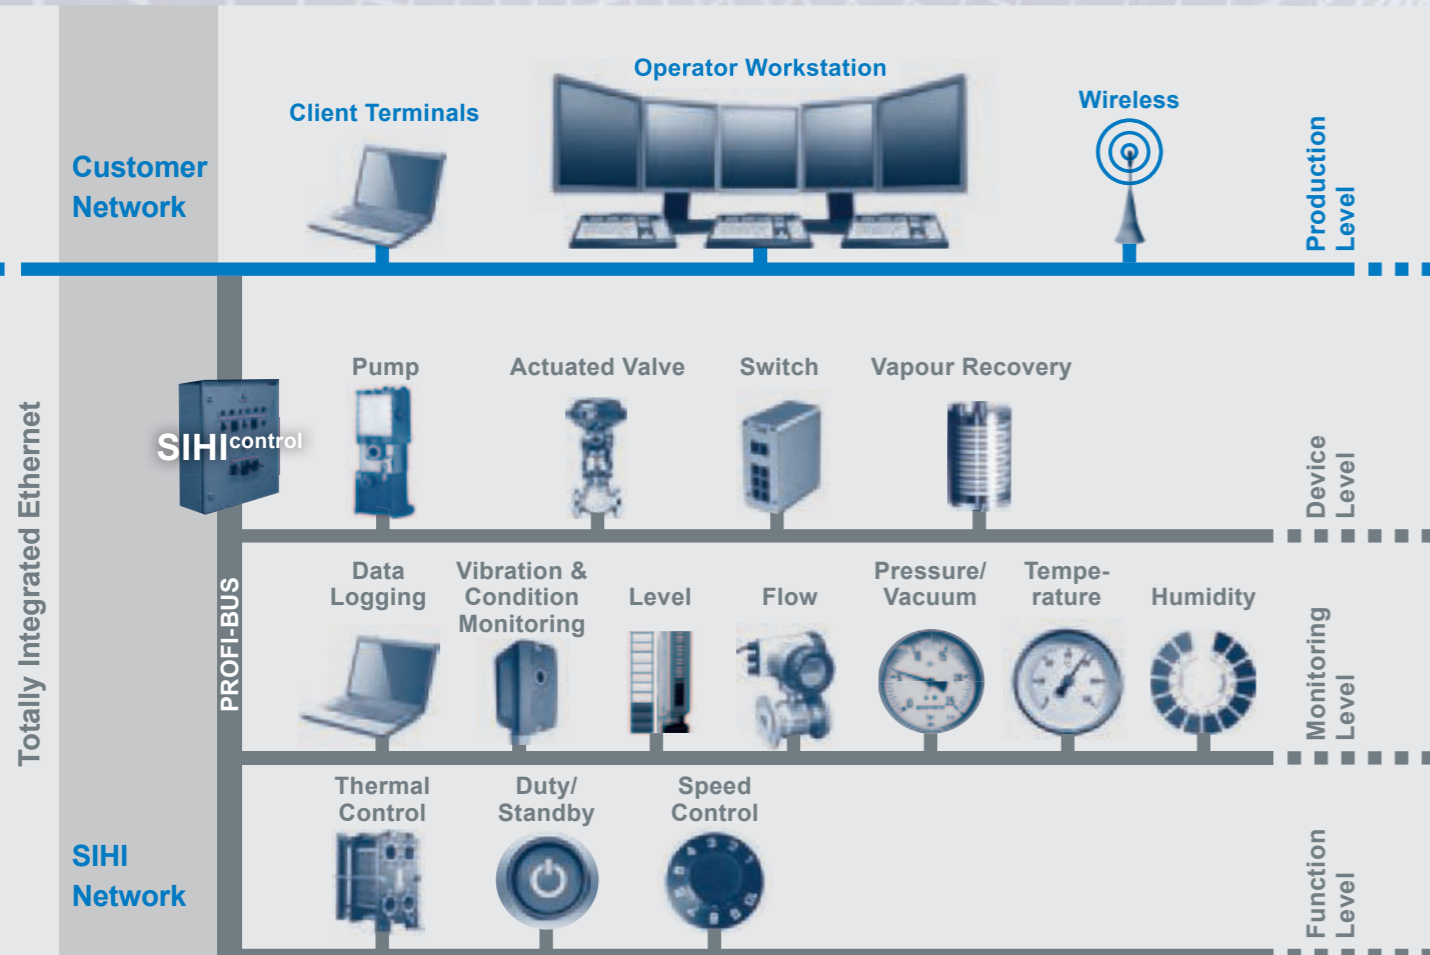 Operator Workstation
Client Terminals
Wireless
Customer
Network
Production
Level
Pump
Actuated Valve
Switch
Vapour Recovery
SIHIcontrol
Device
Level
Totally Integrated Ethernet
PROFI-BUS
Data
Logging
Vibration &
Condition
Monitoring
Level
Flow
Pressure/
Vacuum
Tempe-
rature
Humidity
Monitoring
Level
Thermal
Control
Duty/
Standby
Speed
Control
SIHI
Network
Function
Level